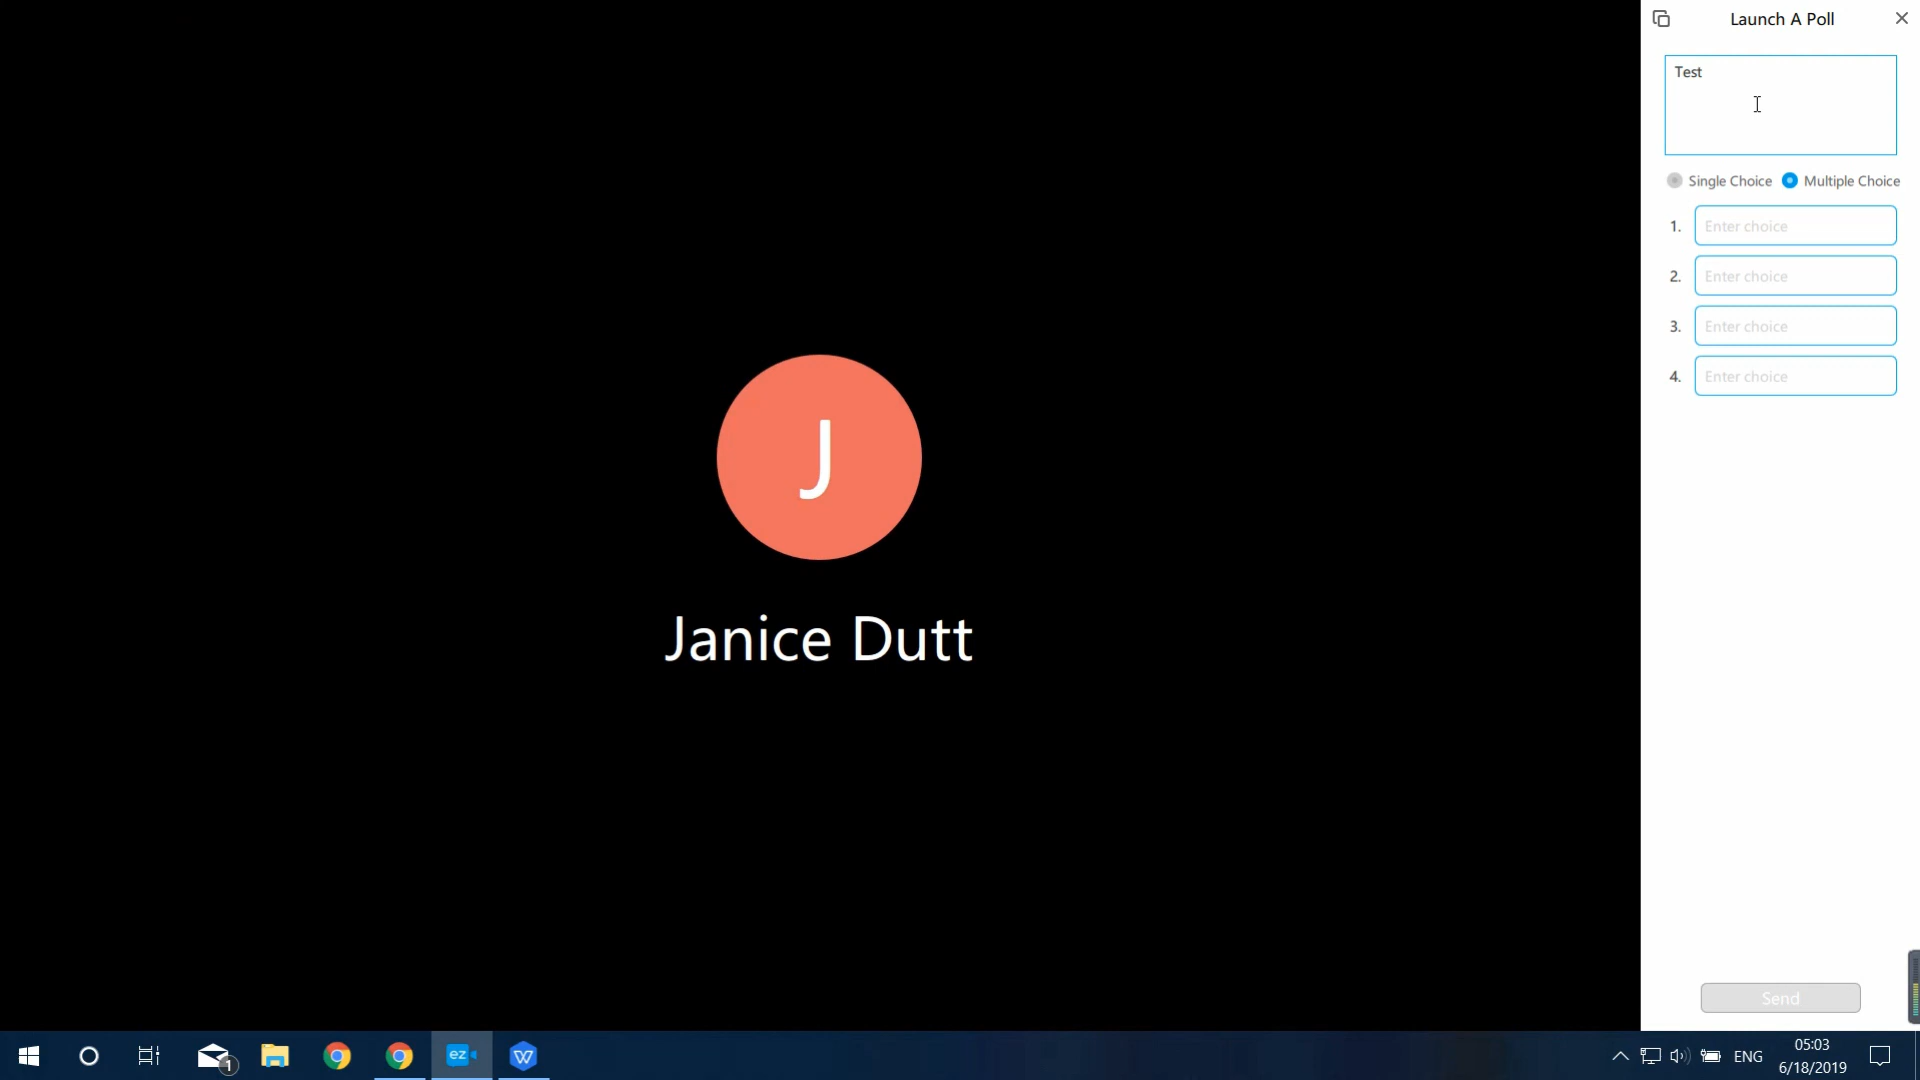 Launch A Poll
Test
Single Choice Multiple Choice
1. Enter choice
2. Enter choice
3. Enter choice
4. Enter choice
J
Janice Dutt
Send
1
ez
W
ENG
05:03
6/18/2019